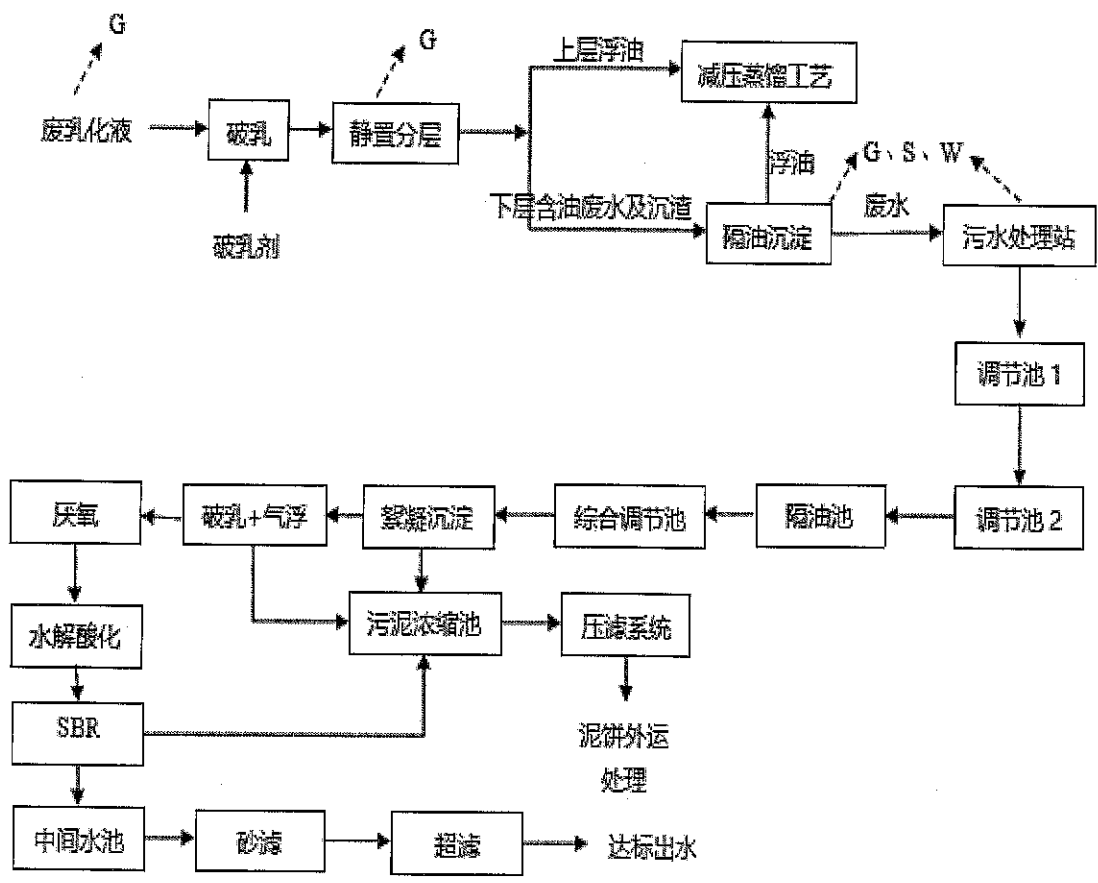 G
G
上层浮油
减压蒸馏工艺
废乳化液
破乳
静置分层
浮油
G、S、W
下层含油废水及沉渣
废水
破乳剂
隔油沉淀
污水处理站
调节池 1
厌氧
破乳+气浮
絮凝沉淀
综合调节池
隔油池
调节池 2
水解酸化
污泥浓缩池
压滤系统
SBR
泥饼外运
处理
中间水池
砂滤
超滤
达标出水